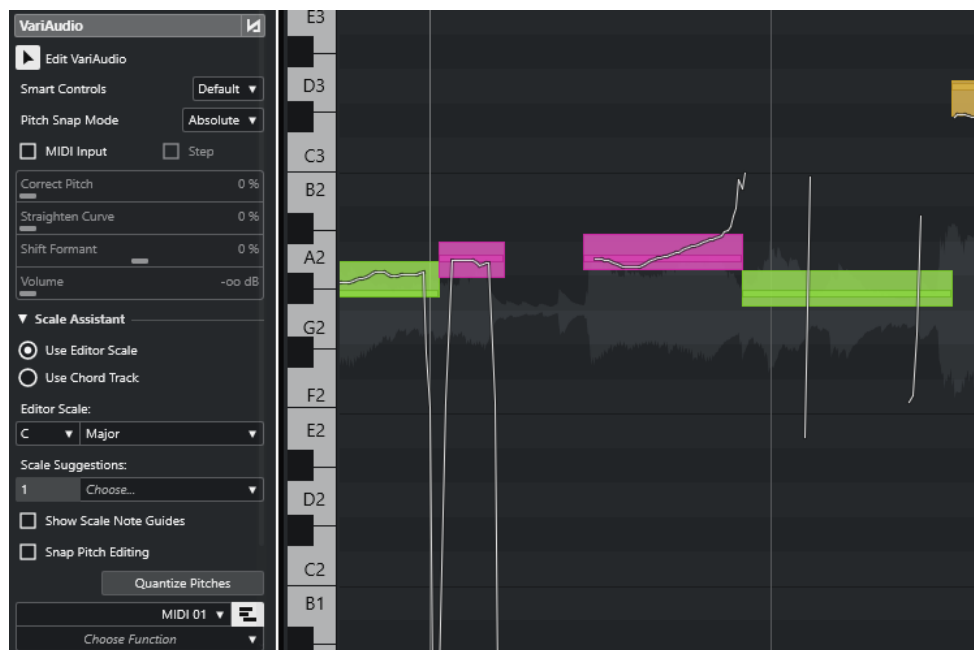 VariAudio
Edit VariAudio
Smart Controls Default
Pitch Snap Mode Absolute
MIDI Input Step
Correct Pitch 0 %
Straighten Curve 0 %
Shift Formant 0 %
Volume -oo dB
Scale Assistant
Use Editor Scale
Use Chord Track
Editor Scale:
C Major
Scale Suggestions:
1 Choose...
Show Scale Note Guides
Snap Pitch Editing
Quantize Pitches
MIDI 01
Choose Function
E3
D3
C3
B2
A2
G2
F2
E2
D2
C2
B1